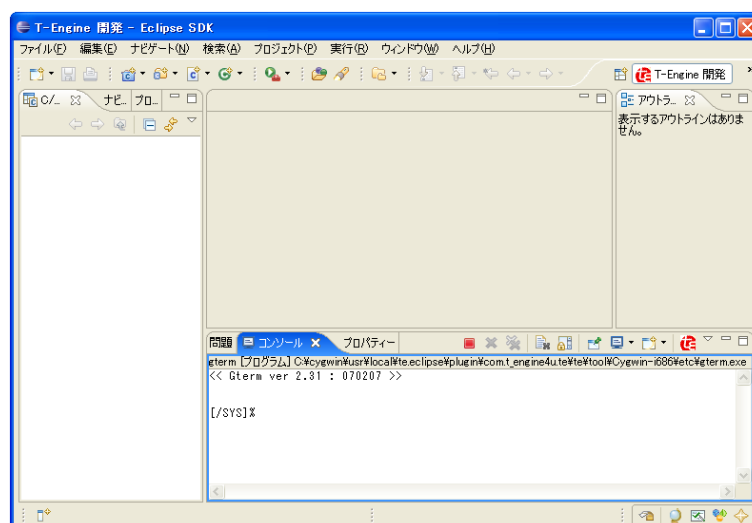 T-Engine 開発 - Eclipse SDK
ファイル(F) 編集(E) ナビゲート(N) 検索(A) プロジェクト(P) 実行(R) ウィンドウ(W) ヘルプ(H)
T-Engine 開発
C/... ナビ... プロ...
アウトラ...
表示するアウトラインはありま
せん。
問題 コンソール プロパティー
gterm [プログラム] C:¥cygwin¥usr¥local¥te.eclipse¥plugin¥com.t_engine4u.te¥te¥tool¥Cygwin-i686¥etc¥gterm.exe
<< Gterm ver 2.31 : 070207 >>
[/SYS]%